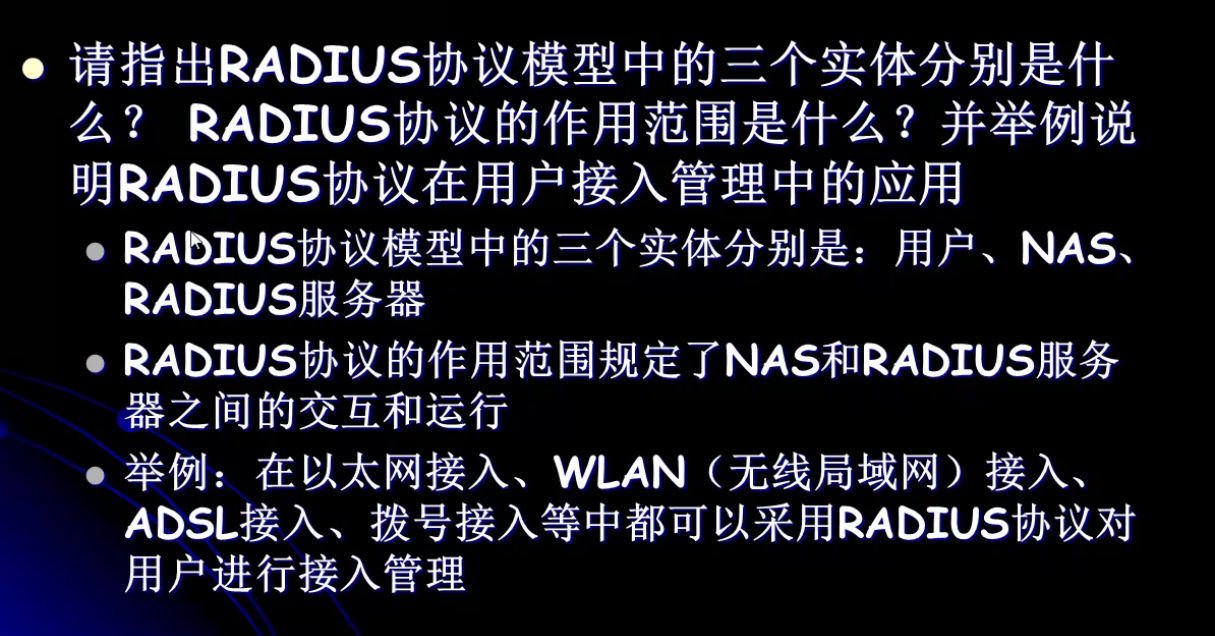 请指出RADIUS协议模型中的三个实体分别是什
么？ RADIUS协议的作用范围是什么？并举例说
明RADIUS协议在用户接入管理中的应用
RADIUS协议模型中的三个实体分别是：用户、NAS、
RADIUS服务器
RADIUS协议的作用范围规定了NAS和RADIUS服务
器之间的交互和运行
举例：在以太网接入、WLAN（无线局域网）接入、
ADSL接入、拨号接入等中都可以采用RADIUS协议对
用户进行接入管理